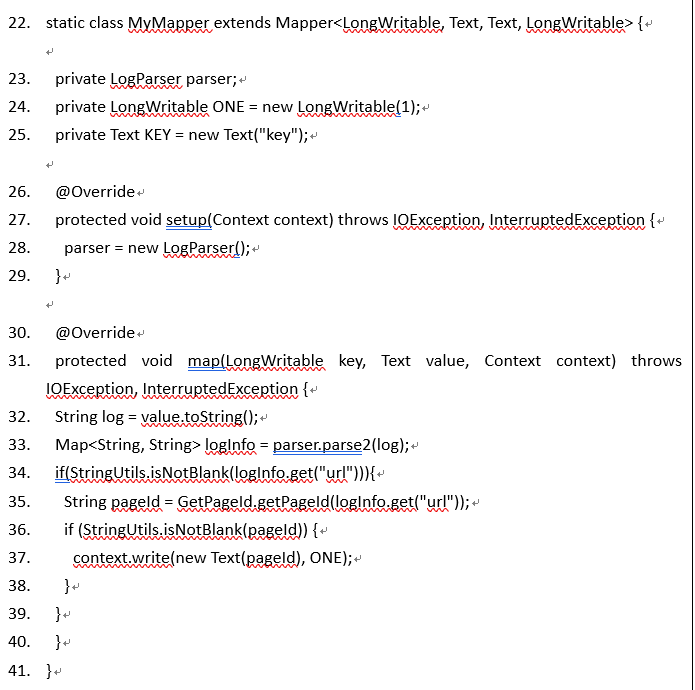 22. static class MyMapper extends Mapper<LongWritable, Text, Text, LongWritable> {
23. private LogParser parser;
24. private LongWritable ONE = new LongWritable(1);
25. private Text KEY = new Text("key");
26. @Override
27. protected void setup(Context context) throws IOException, InterruptedException {
28. parser = new LogParser();
29. }
30. @Override
31. protected void map(LongWritable key, Text value, Context context) throws
IOException, InterruptedException {
32. String log = value.toString();
33. Map<String, String> logInfo = parser.parse2(log);
34. if(StringUtils.isNotBlank(logInfo.get("url"))){
35. String pageId = GetPageId.getPageId(logInfo.get("url"));
36. if (StringUtils.isNotBlank(pageId)) {
37. context.write(new Text(pageId), ONE);
38. }
39. }
40. }
41. }